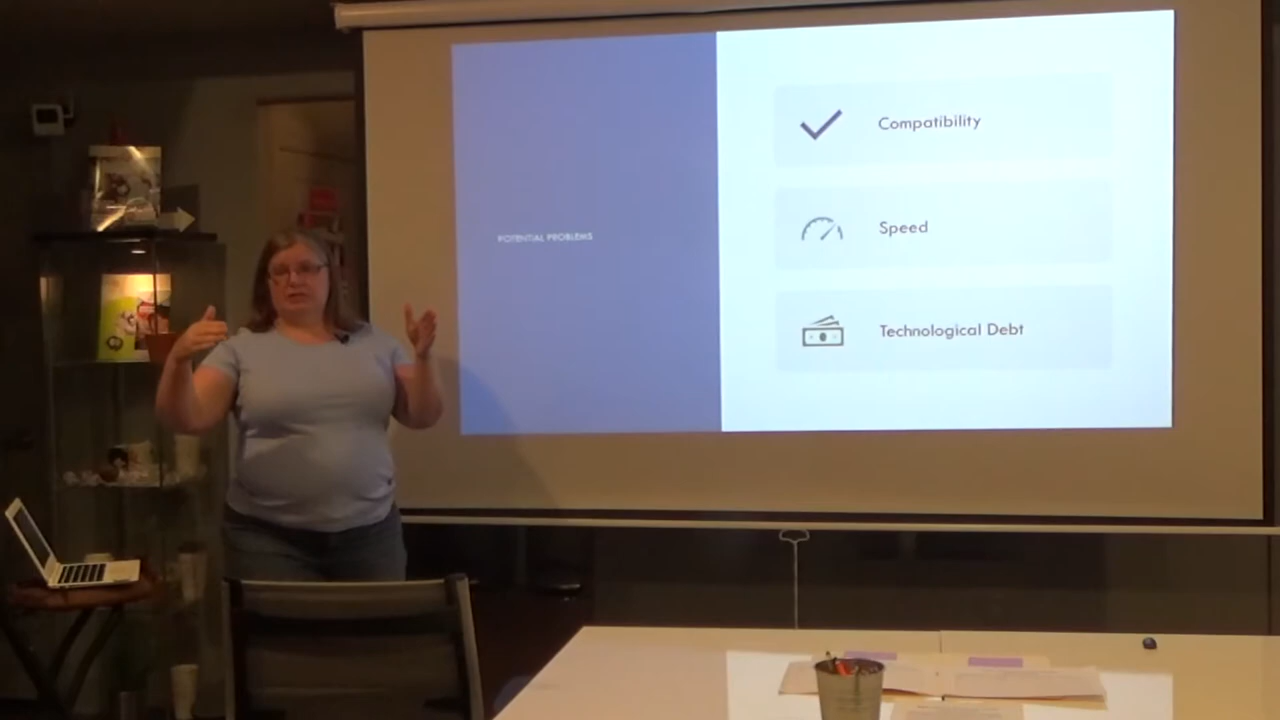 POTENTIAL PROBLEMS
Compatibility
Speed
Technological Debt